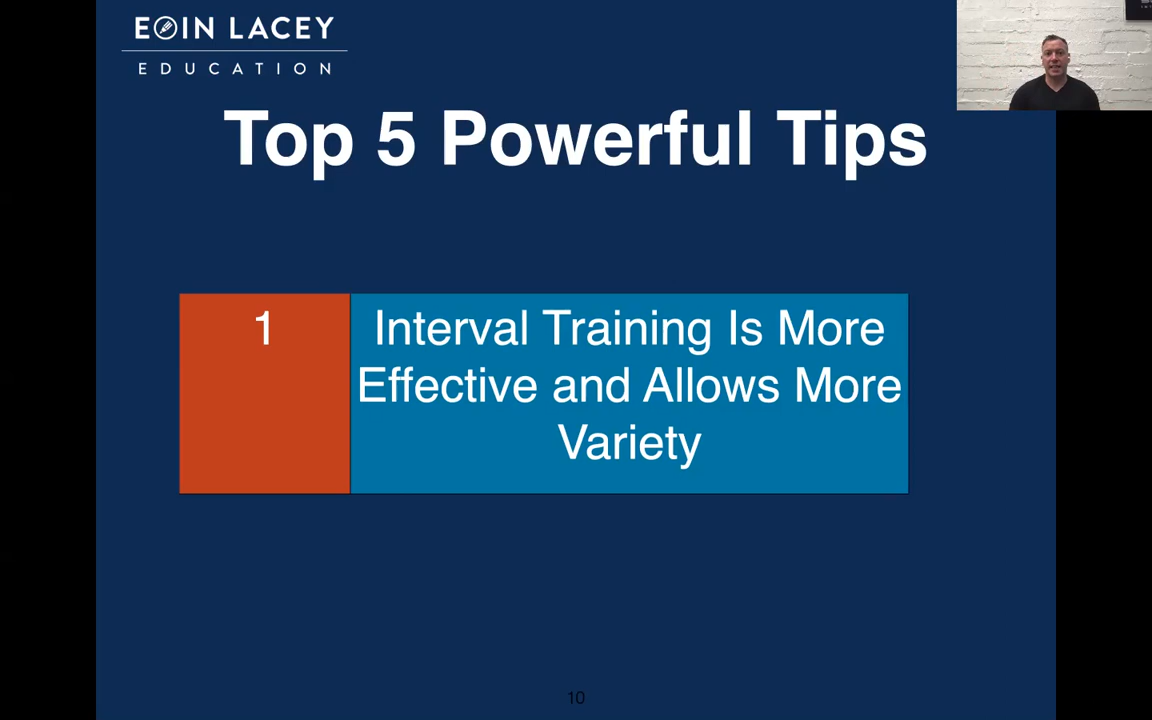 EOIN LACEY
EDUCATION
Top 5 Powerful Tips
1
Interval Training Is More
Effective and Allows More
Variety
10